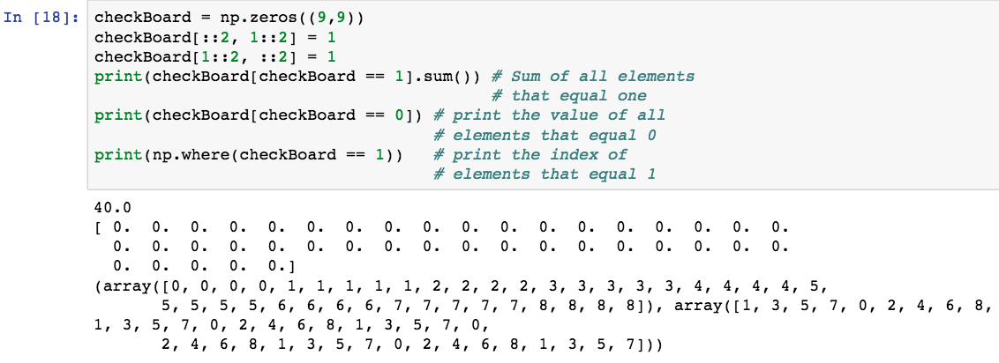 In [18]: checkBoard = np.zeros((9,9))
checkBoard[::2, 1::2] = 1
checkBoard[1::2, ::2] = 1
print(checkBoard[checkBoard == 1].sum()) # Sum of all elements
# that equal one
print(checkBoard[checkBoard == 0]) # print the value of all
# elements that equal 0
print(np.where(checkBoard == 1)) # print the index of
# elements that equal 1
40.0
[ 0. 0. 0. 0. 0. 0. 0. 0. 0. 0. 0. 0. 0. 0. 0. 0. 0. 0.
0. 0. 0. 0. 0. 0. 0. 0. 0. 0. 0. 0. 0. 0. 0. 0. 0. 0.
0. 0. 0. 0. 0.]
(array([0, 0, 0, 0, 1, 1, 1, 1, 1, 2, 2, 2, 2, 3, 3, 3, 3, 3, 4, 4, 4, 4, 5,
5, 5, 5, 5, 6, 6, 6, 6, 7, 7, 7, 7, 7, 8, 8, 8, 8]), array([1, 3, 5, 7, 0, 2, 4, 6, 8,
1, 3, 5, 7, 0, 2, 4, 6, 8, 1, 3, 5, 7, 0,
2, 4, 6, 8, 1, 3, 5, 7, 0, 2, 4, 6, 8, 1, 3, 5, 7]))